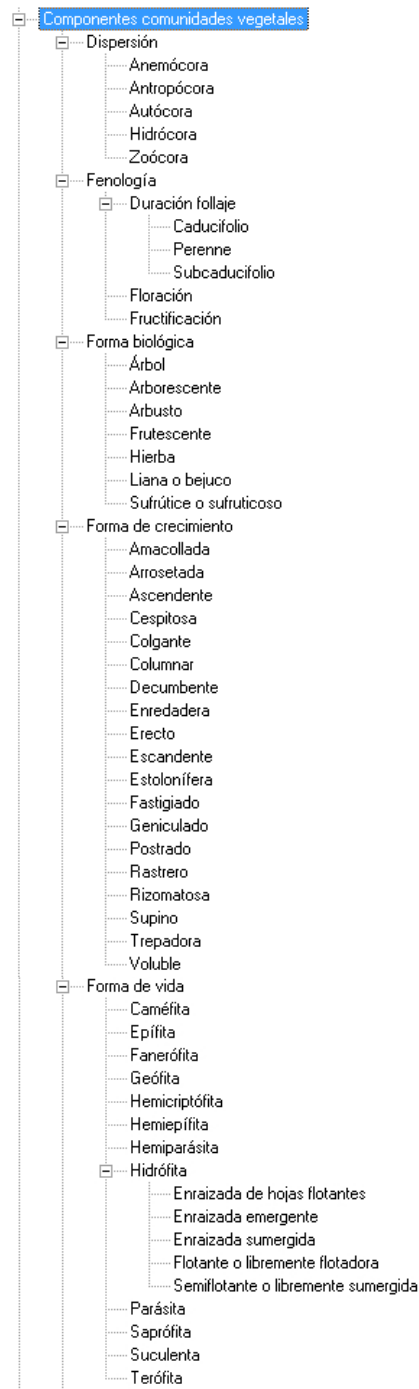 Componentes comunidades vegetales
Dispersión
Anemócora
Antropócora
Autócora
Hidrócora
Zoócora
Fenología
Duración follaje
Caducifolio
Perenne
Subcaducifolio
Floración
Fructificación
Forma biológica
Árbol
Arborescente
Arbusto
Frutescente
Hierba
Liana o bejuco
Sufrútice o sufruticoso
Forma de crecimiento
Amacollada
Arrosetada
Ascendente
Cespitosa
Colgante
Columnar
Decumbente
Enredadera
Erecto
Escandente
Estolonífera
Fastigiado
Geniculado
Postrado
Rastrero
Rizomatosa
Supino
Trepadora
Voluble
Forma de vida
Caméfita
Epífita
Fanerófita
Geófita
Hemicriptófita
Hemiepífita
Hemiparásita
Hidrófita
Enraizada de hojas flotantes
Enraizada emergente
Enraizada sumergida
Flotante o libremente flotadora
Semiflotante o libremente sumergida
Parásita
Saprófita
Suculenta
Terófita